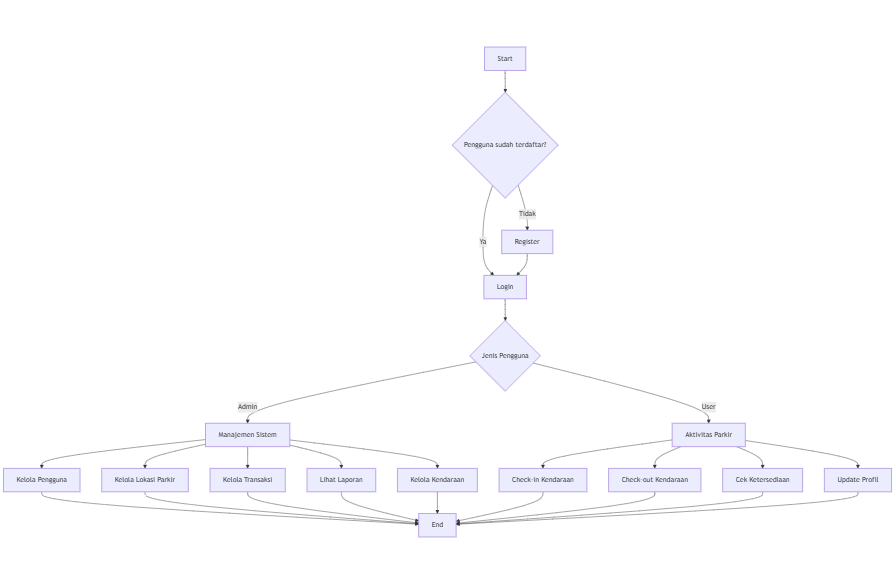 Start
Pengguna sudah terdaftar?
Tidak
Ya
Register
Login
Jenis Pengguna
Admin
User
Manajemen Sistem
Aktivitas Parkir
Kelola Pengguna
Kelola Lokasi Parkir
Kelola Transaksi
Lihat Laporan
Kelola Kendaraan
Check-in Kendaraan
Check-out Kendaraan
Cek Ketersediaan
Update Profil
End